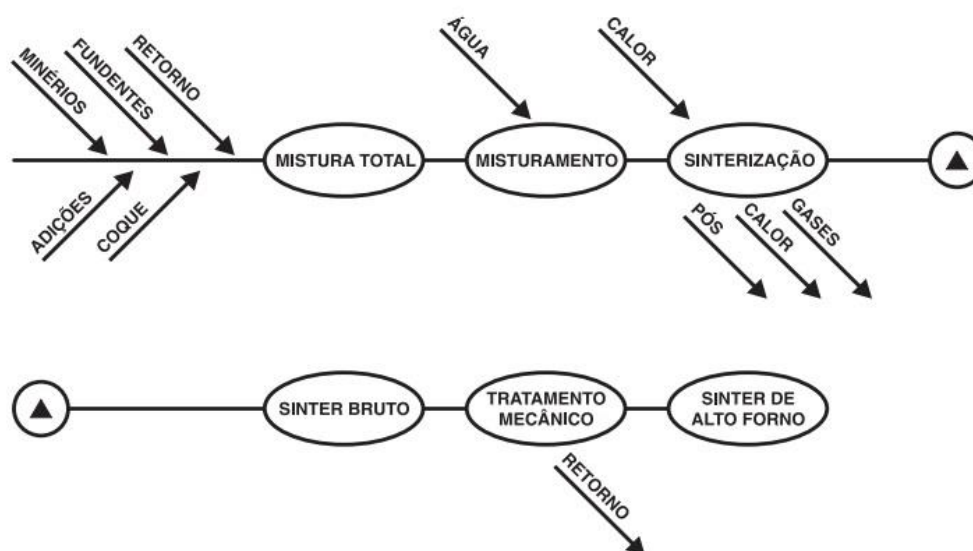 MINÉRIOS
FUNDENTES
RETORNO
ÁGUA
CALOR
MISTURA TOTAL
MISTURAMENTO
SINTERIZAÇÃO
ADIÇÕES
COQUE
PÓS
CALOR
GASES
SINTER BRUTO
TRATAMENTO
MECÂNICO
SINTER DE
ALTO FORNO
RETORNO